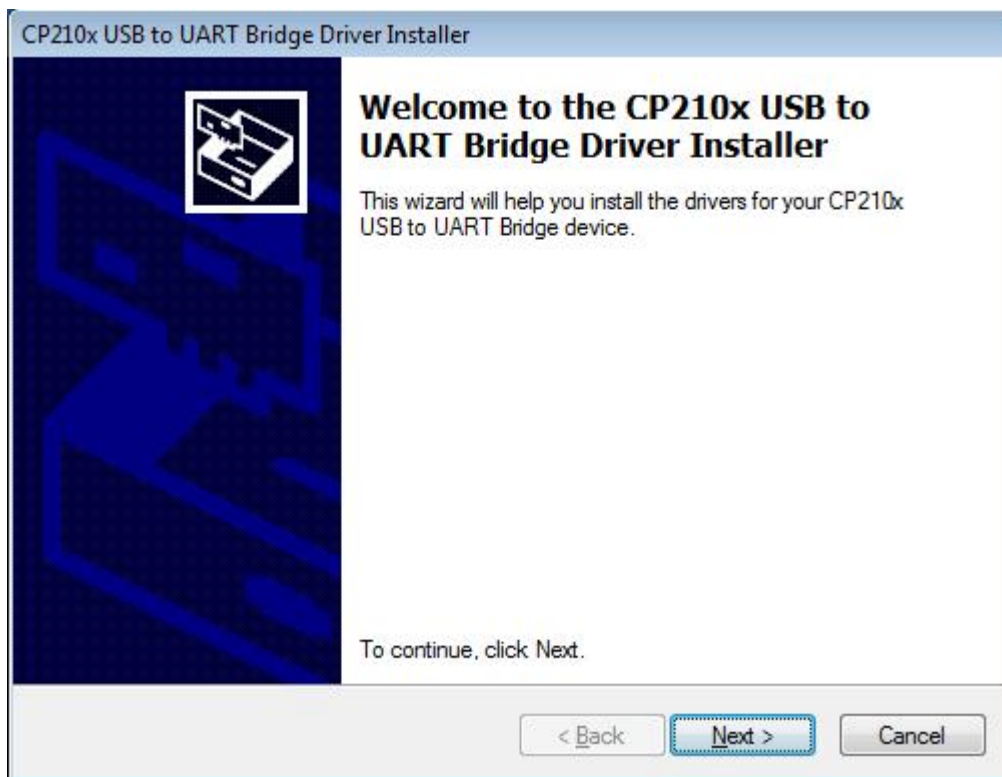 CP210x USB to UART Bridge Driver Installer
Welcome to the CP210x USB to
UART Bridge Driver Installer
This wizard will help you install the drivers for your CP210x
USB to UART Bridge device.
To continue, click Next.
< Back
Next >
Cancel